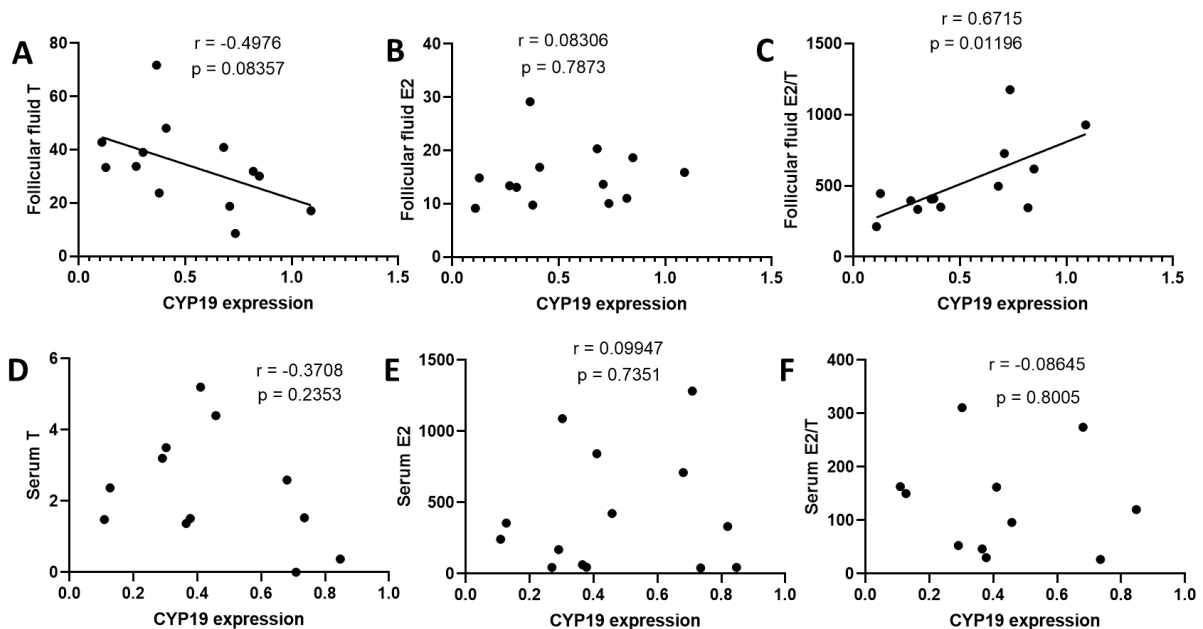 A
r = -0.4976
p = 0.08357
Follicular fluid T
80
60
40
20
0
0.0 0.5 1.0 1.5
CYP19 expression
B
r = 0.08306
p = 0.7873
Follicular fluid E2
40
30
20
10
0
0.0 0.5 1.0 1.5
CYP19 expression
C
r = 0.6715
p = 0.01196
Follicular fluid E2/T
1500
1000
500
0
0.0 0.5 1.0 1.5
CYP19 expression
D
r = -0.3708
p = 0.2353
Serum T
6
4
2
0
0.0 0.2 0.4 0.6 0.8 1.0
CYP19 expression
E
r = 0.09947
p = 0.7351
Serum E2
1500
1000
500
0
0.0 0.2 0.4 0.6 0.8 1.0
CYP19 expression
F
r = -0.08645
p = 0.8005
Serum E2/T
400
300
200
100
0
0.0 0.2 0.4 0.6 0.8 1.0
CYP19 expression